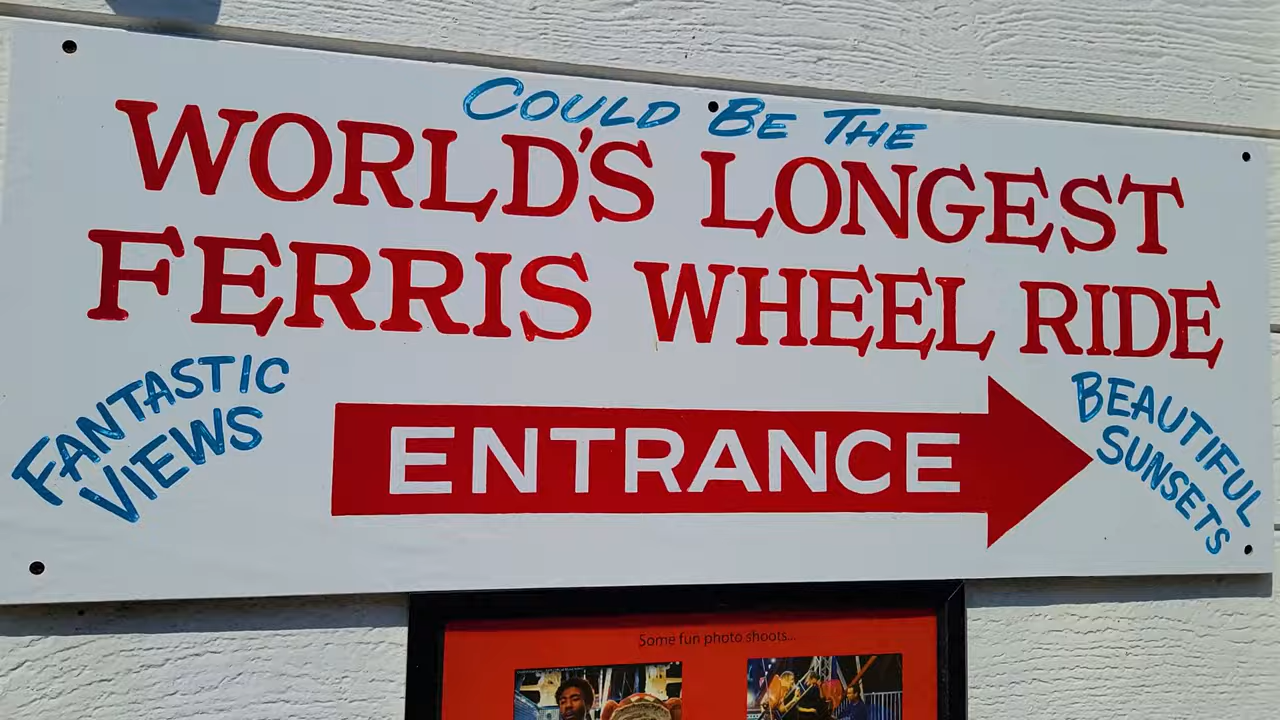 COULD BE THE
WORLD'S LONGEST
FERRIS WHEEL RIDE
FANTASTIC
VIEWS
ENTRANCE
BEAUTIFUL
SUNSETS
Some fun photo shoots...